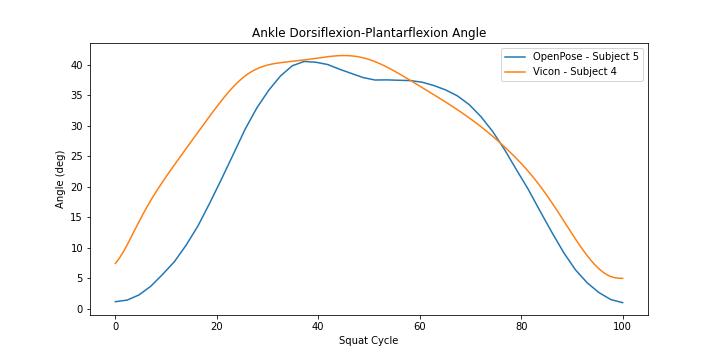 Ankle Dorsiflexion-Plantarflexion Angle
OpenPose - Subject 5
Vicon - Subject 4
Angle (deg)
40
35
30
25
20
15
10
5
0
0 20 40 60 80 100
Squat Cycle